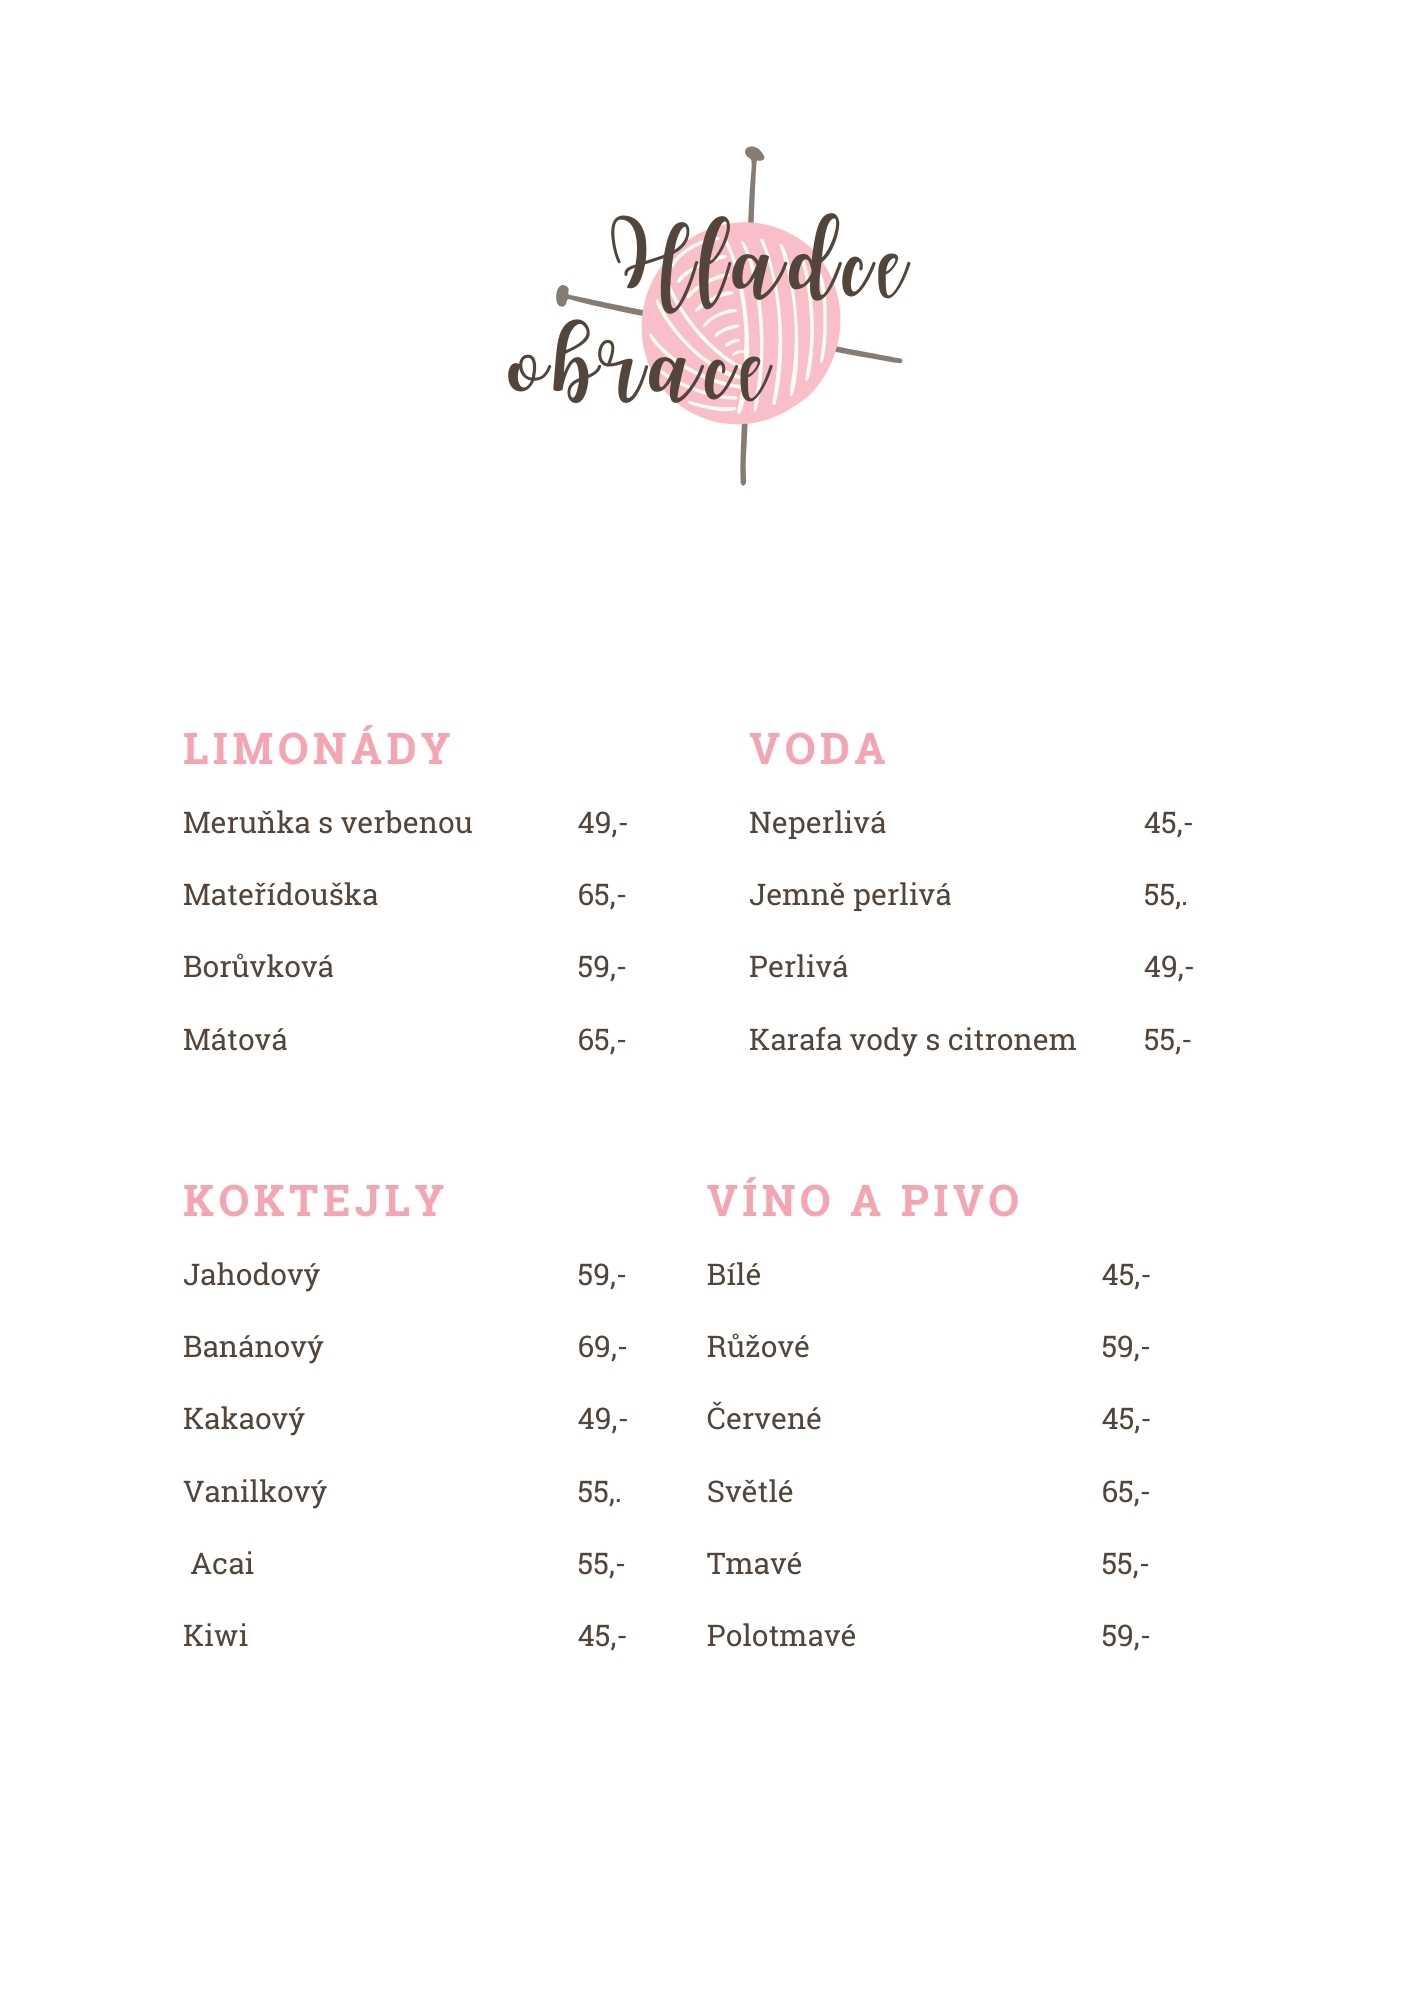 Hladce
obrace
LIMONÁDY
Meruňka s verbenou 49,-
Mateřídouška 65,-
Borůvková 59,-
Mátová 65,-
VODA
Neperlivá 45,-
Jemně perlivá 55,.
Perlivá 49,-
Karafa vody s citronem 55,-
KOKTEJLY
Jahodový 59,-
Banánový 69,-
Kakaový 49,-
Vanilkový 55,.
Acai 55,-
Kiwi 45,-
VÍNO A PIVO
Bílé 45,-
Růžové 59,-
Červené 45,-
Světlé 65,-
Tmavé 55,-
Polotmavé 59,-